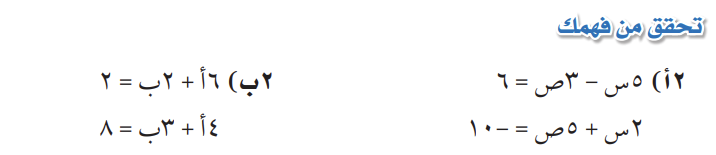 تحقق من فهمك
٢أ) ٥س – ٣ص = ٦
٢س + ٥ص = –١٠
٢ب) ٦أ + ٢ب = ٢
٤أ + ٣ب = ٨